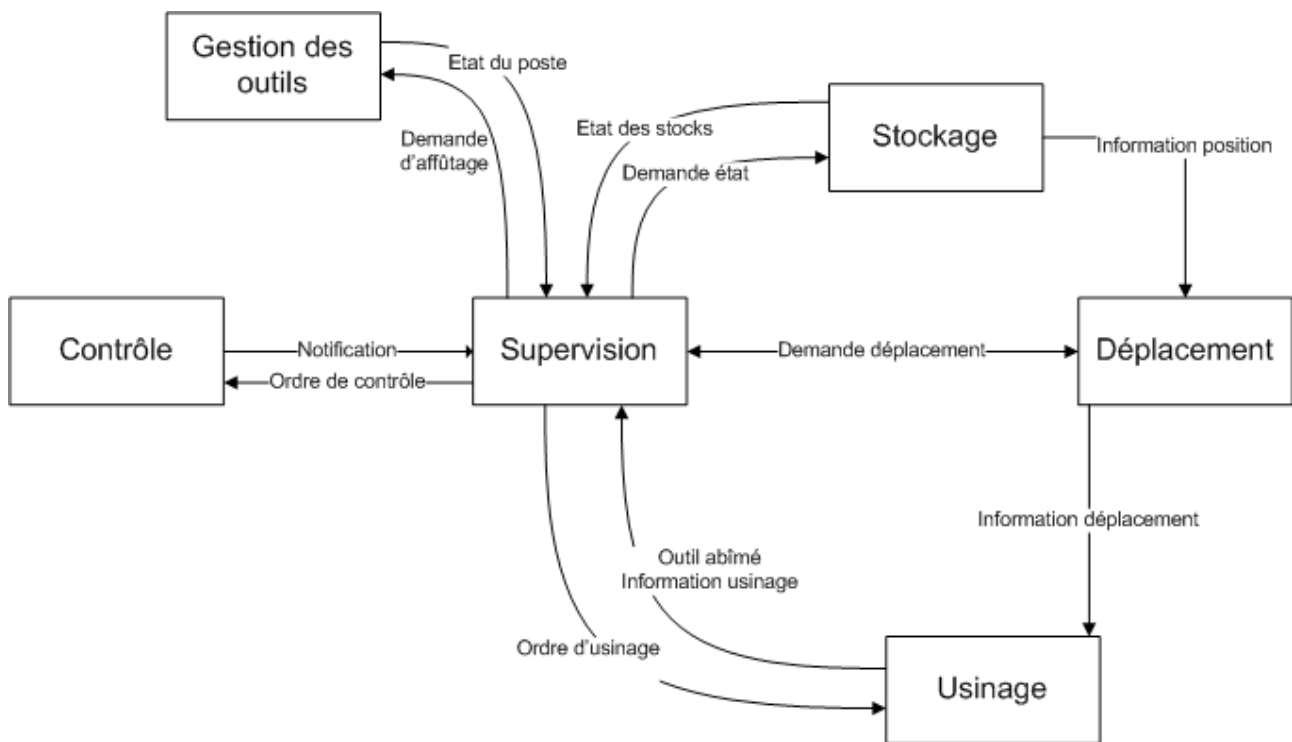 Gestion des
outils
Etat du poste
Demande
d'affûtage
Etat des stocks
Demande état
Stockage
Information position
Contrôle
Notification
Ordre de contrôle
Supervision
Demande déplacement
Déplacement
Information déplacement
Outil abîmé
Information usinage
Ordre d'usinage
Usinage